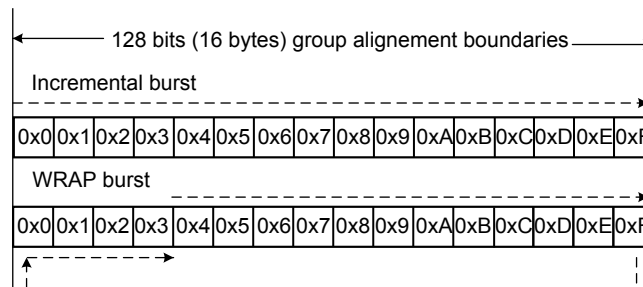 128 bits (16 bytes) group alignement boundaries
Incremental burst
0x0 0x1 0x2 0x3 0x4 0x5 0x6 0x7 0x8 0x9 0xA 0xB 0xC 0xD 0xE 0xF
WRAP burst
0x0 0x1 0x2 0x3 0x4 0x5 0x6 0x7 0x8 0x9 0xA 0xB 0xC 0xD 0xE 0xF